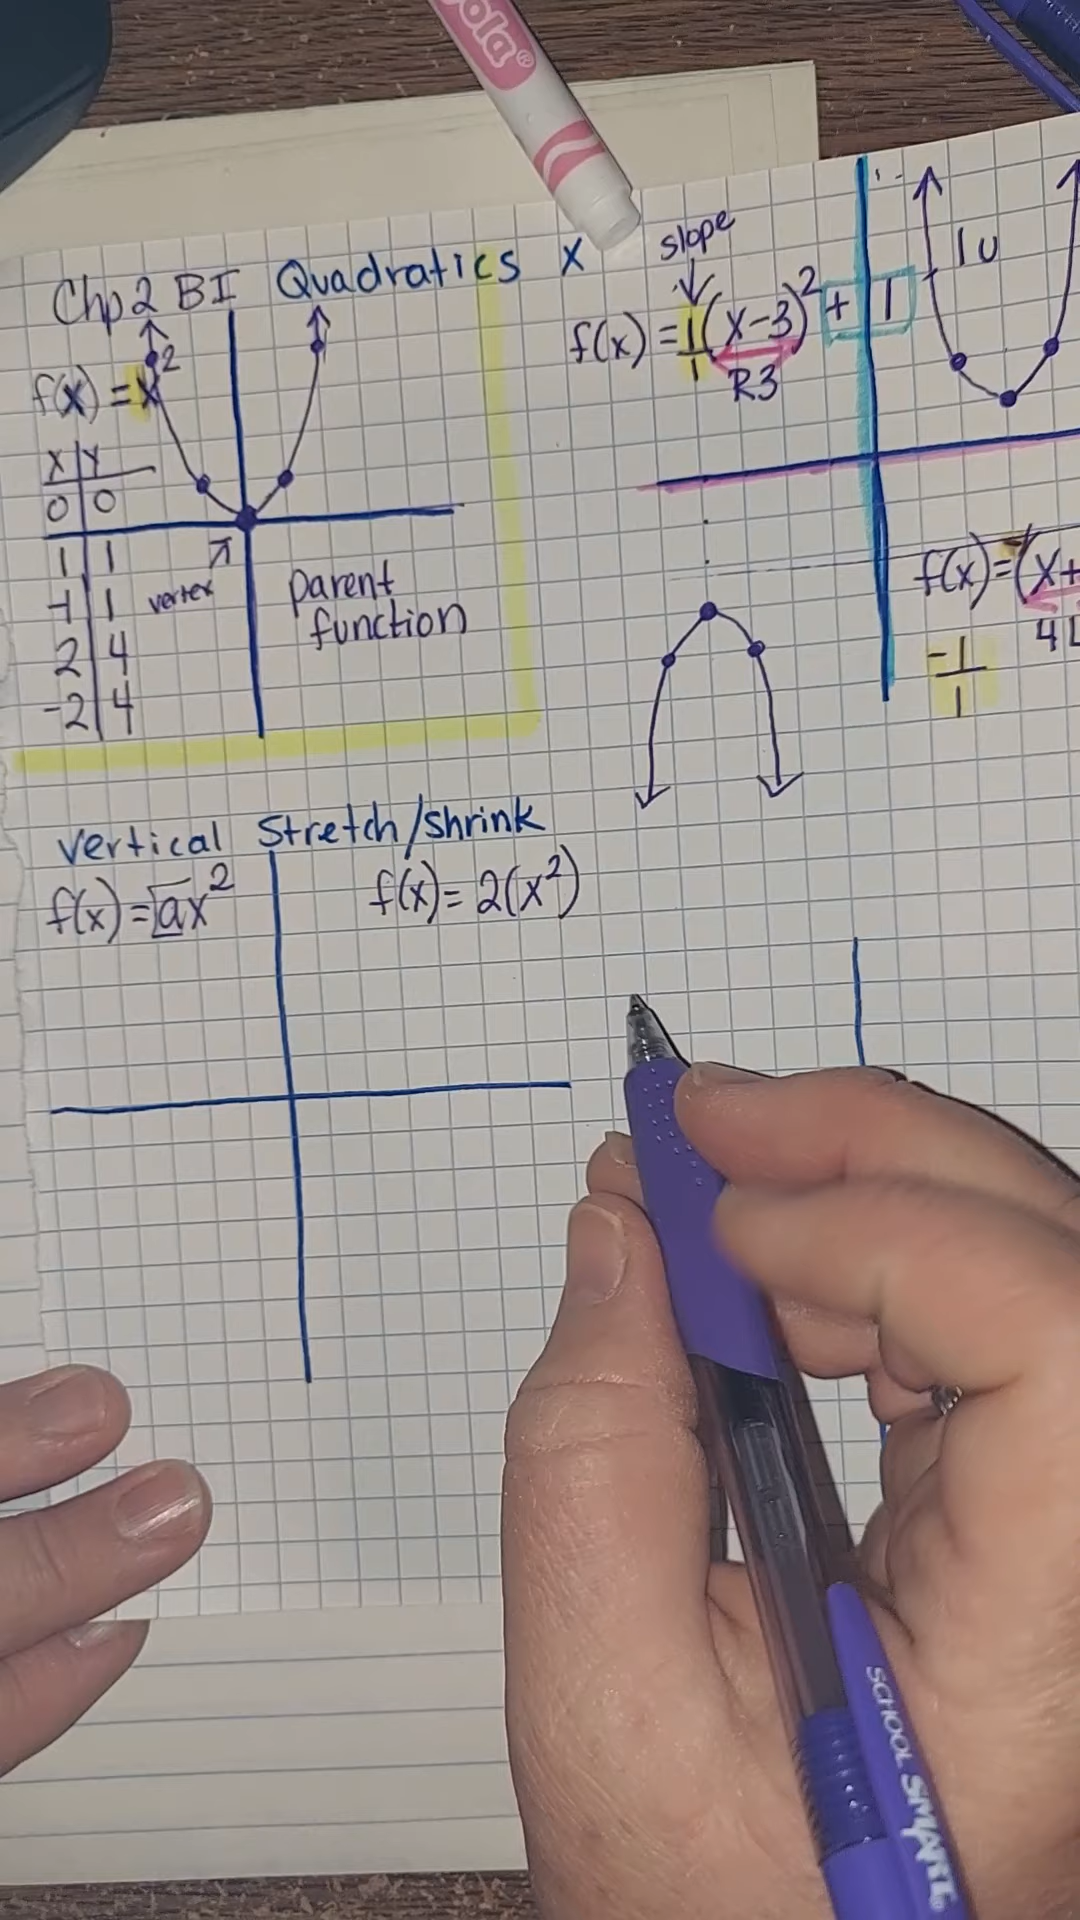 ola®
Chp 2 BI Quadratics x
f(x) = x²
x | y
0 | 0
1 | 1
-1 | 1
2 | 4
-2 | 4
vertex
parent
function
slope
f(x) = 1/1 (x-3)² + 1
R3
1U
f(x)=-(x+
4L
-1/1
Vertical Stretch/shrink
f(x)=ax²
f(x)= 2(x²)
SCHOOL SMART